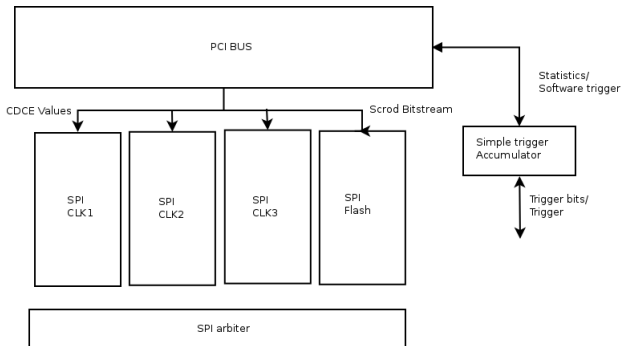 PCI BUS
Statistics/
Software trigger
CDCE Values
Scrod Bitstream
Simple trigger
Accumulator
SPI
CLK1
SPI
CLK2
SPI
CLK3
SPI
Flash
Trigger bits/
Trigger
SPI arbiter